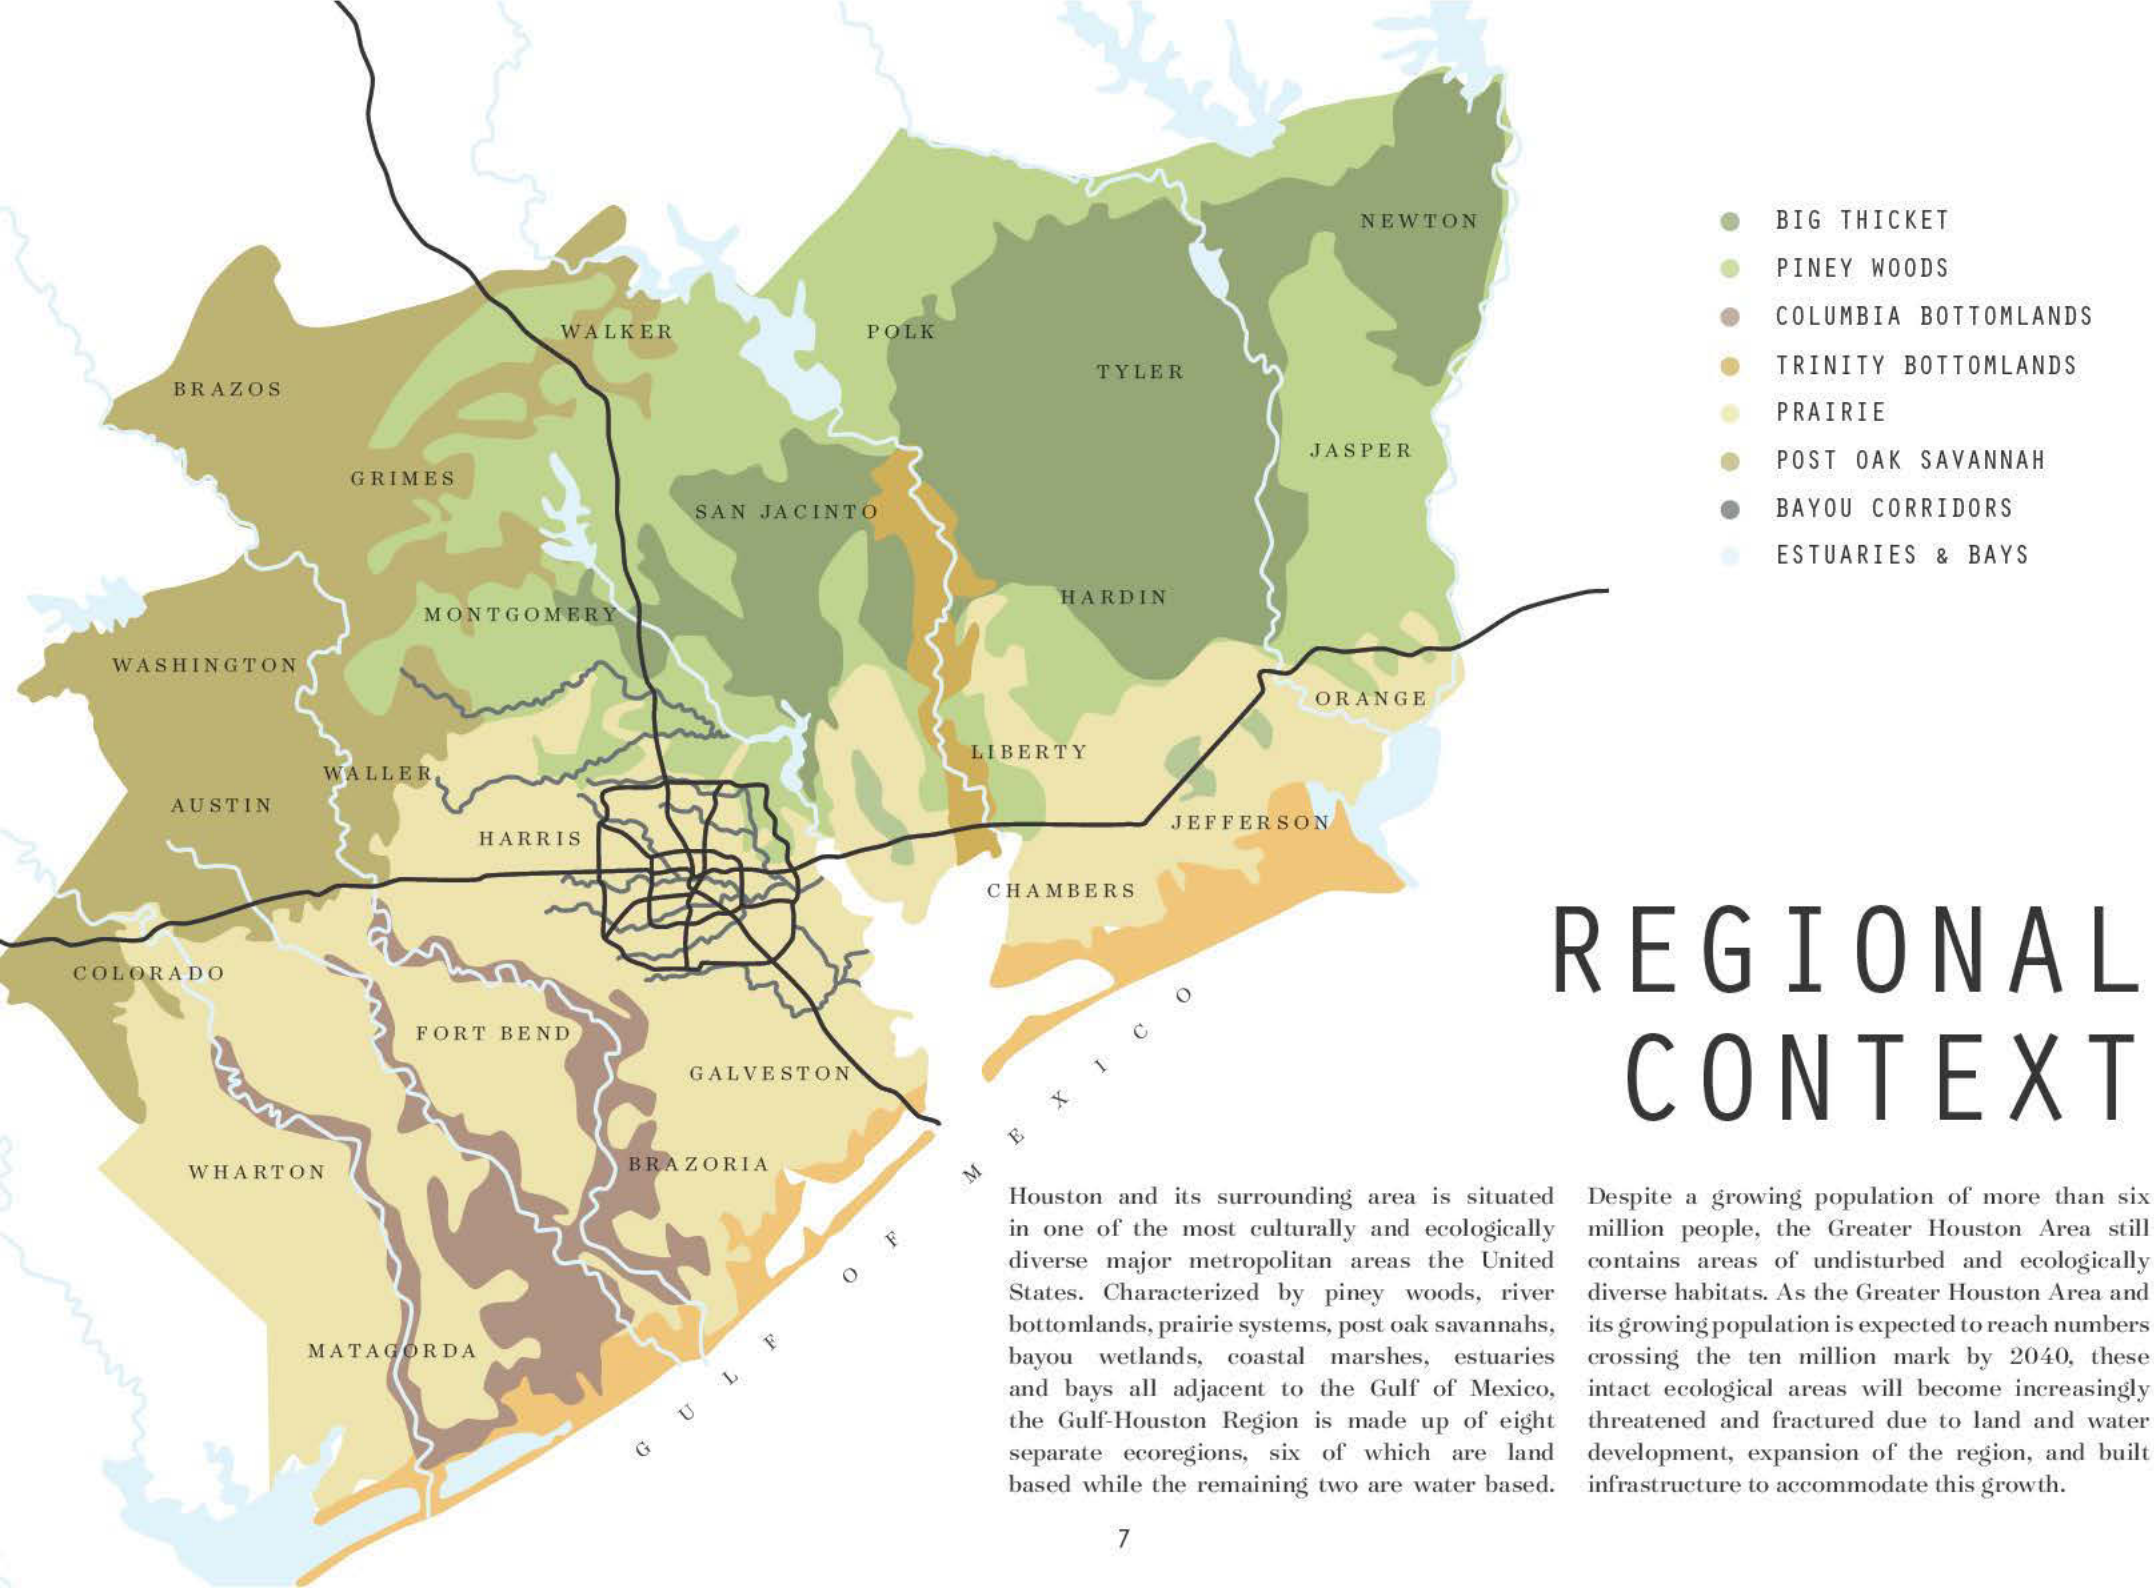 NEWTON
WALKER
POLK
TYLER
BRAZOS
JASPER
GRIMES
SAN JACINTO
HARDIN
MONTGOMERY
WASHINGTON
ORANGE
LIBERTY
WALLER
AUSTIN
JEFFERSON
HARRIS
CHAMBERS
COLORADO
FORT BEND
GALVESTON
BRAZORIA
WHARTON
MATAGORDA
GULF OF MEXICO
BIG THICKET
PINEY WOODS
COLUMBIA BOTTOMLANDS
TRINITY BOTTOMLANDS
PRAIRIE
POST OAK SAVANNAH
BAYOU CORRIDORS
ESTUARIES & BAYS
REGIONAL
CONTEXT
Houston and its surrounding area is situated
in one of the most culturally and ecologically
diverse major metropolitan areas the United
States. Characterized by piney woods, river
bottomlands, prairie systems, post oak savannahs,
bayou wetlands, coastal marshes, estuaries
and bays all adjacent to the Gulf of Mexico,
the Gulf-Houston Region is made up of eight
separate ecoregions, six of which are land
based while the remaining two are water based.
Despite a growing population of more than six
million people, the Greater Houston Area still
contains areas of undisturbed and ecologically
diverse habitats. As the Greater Houston Area and
its growing population is expected to reach numbers
crossing the ten million mark by 2040, these
intact ecological areas will become increasingly
threatened and fractured due to land and water
development, expansion of the region, and built
infrastructure to accommodate this growth.
7